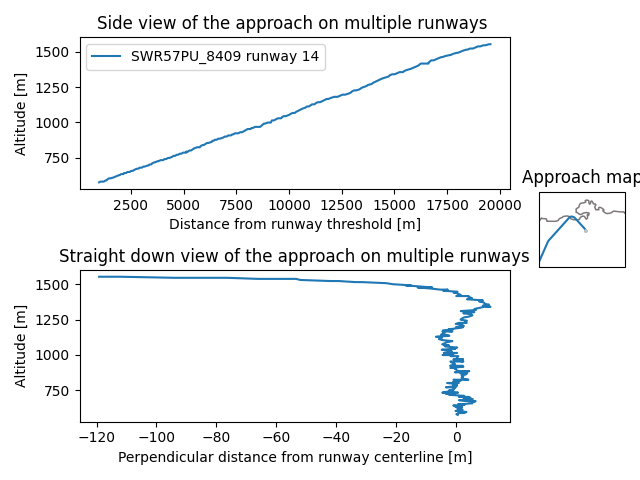 Side view of the approach on multiple runways
1500
1250
1000
750
Altitude [m]
SWR57PU_8409 runway 14
2500 5000 7500 10000 12500 15000 17500 20000
Distance from runway threshold [m]
Approach map
Straight down view of the approach on multiple runways
1500
1250
1000
750
Altitude [m]
−120 −100 −80 −60 −40 −20 0
Perpendicular distance from runway centerline [m]